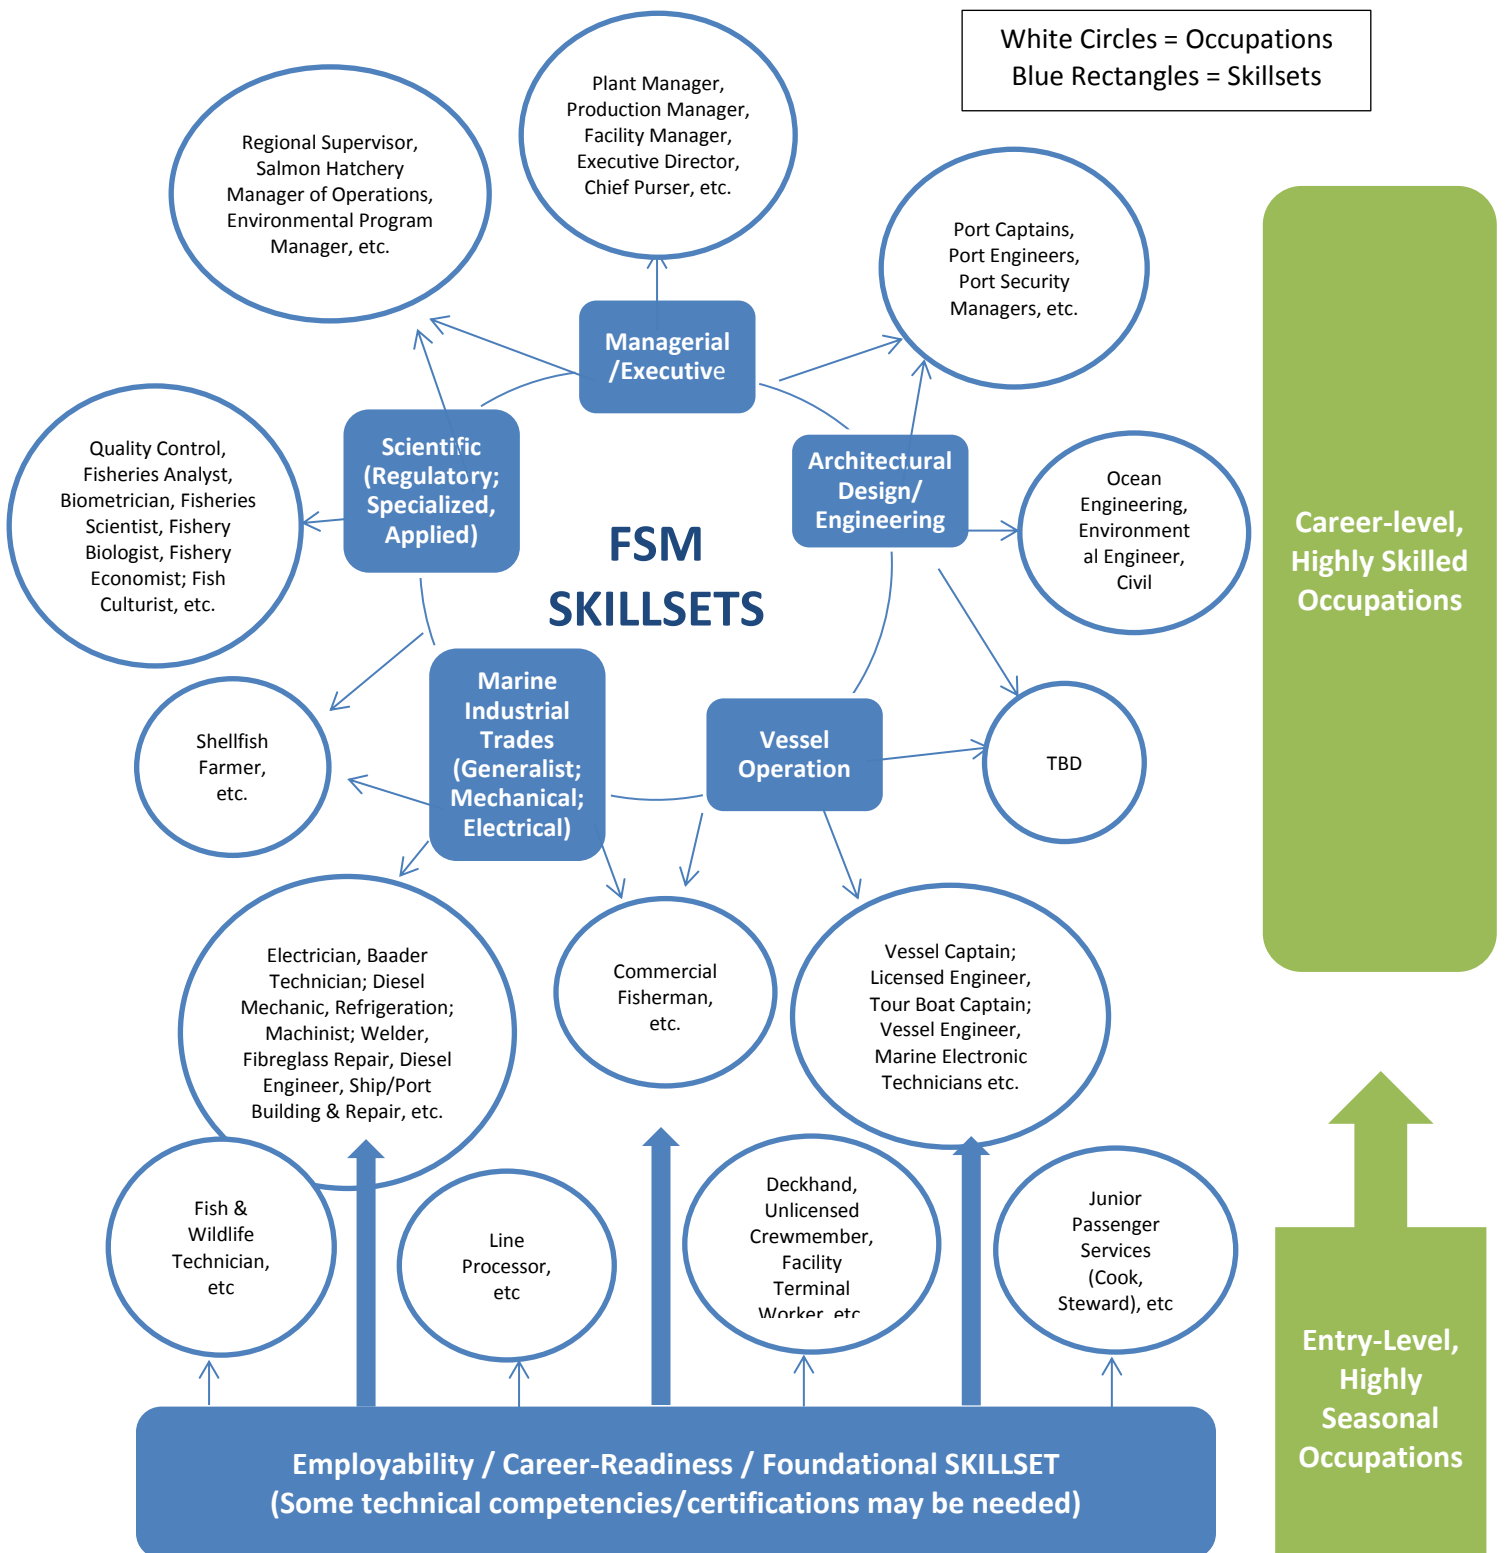 White Circles = Occupations
Blue Rectangles = Skillsets
Plant Manager,
Production Manager,
Facility Manager,
Executive Director,
Chief Purser, etc.
Regional Supervisor,
Salmon Hatchery
Manager of Operations,
Environmental Program
Manager, etc.
Port Captains,
Port Engineers,
Port Security
Managers, etc.
Managerial
/Executive
Scientific
(Regulatory;
Specialized,
Applied)
Architectural
Design/
Engineering
Quality Control,
Fisheries Analyst,
Biometrician, Fisheries
Scientist, Fishery
Biologist, Fishery
Economist; Fish
Culturist, etc.
Ocean
Engineering,
Environment
al Engineer,
Civil
FSM
SKILLSETS
Career-level,
Highly Skilled
Occupations
Marine
Industrial
Trades
(Generalist;
Mechanical;
Electrical)
Vessel
Operation
Shellfish
Farmer,
etc.
TBD
Electrician, Baader
Technician; Diesel
Mechanic, Refrigeration;
Machinist; Welder,
Fibreglass Repair, Diesel
Engineer, Ship/Port
Building & Repair, etc.
Commercial
Fisherman,
etc.
Vessel Captain;
Licensed Engineer,
Tour Boat Captain;
Vessel Engineer,
Marine Electronic
Technicians etc.
Fish &
Wildlife
Technician,
etc
Line
Processor,
etc
Deckhand,
Unlicensed
Crewmember,
Facility
Terminal
Worker, etc
Junior
Passenger
Services
(Cook,
Steward), etc
Entry-Level,
Highly
Seasonal
Occupations
Employability / Career-Readiness / Foundational SKILLSET
(Some technical competencies/certifications may be needed)